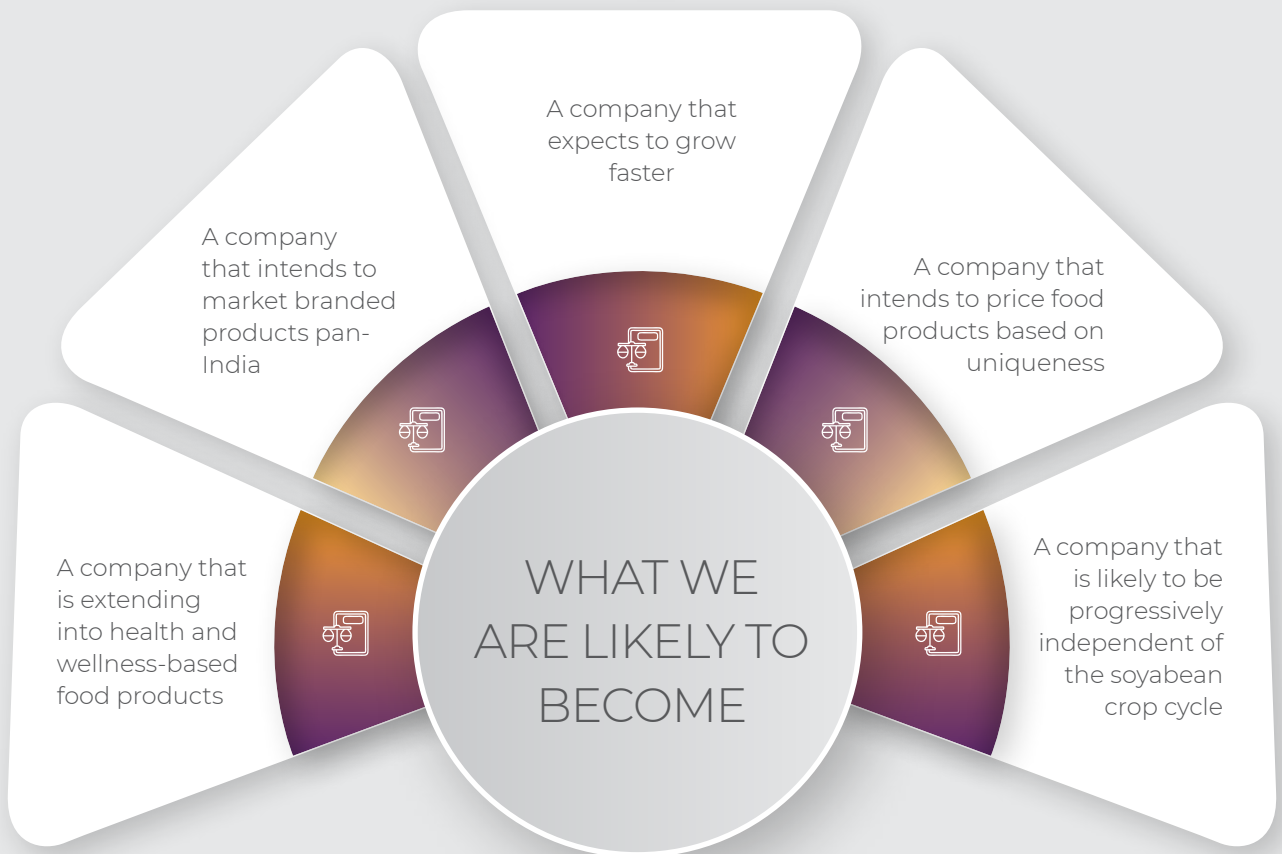 A company that
expects to grow
faster
A company
that intends to
market branded
products pan-
India
A company that
intends to price food
products based on
uniqueness
A company that
is extending
into health and
wellness-based
food products
A company that
is likely to be
progressively
independent of
the soyabean
crop cycle
WHAT WE
ARE LIKELY TO
BECOME